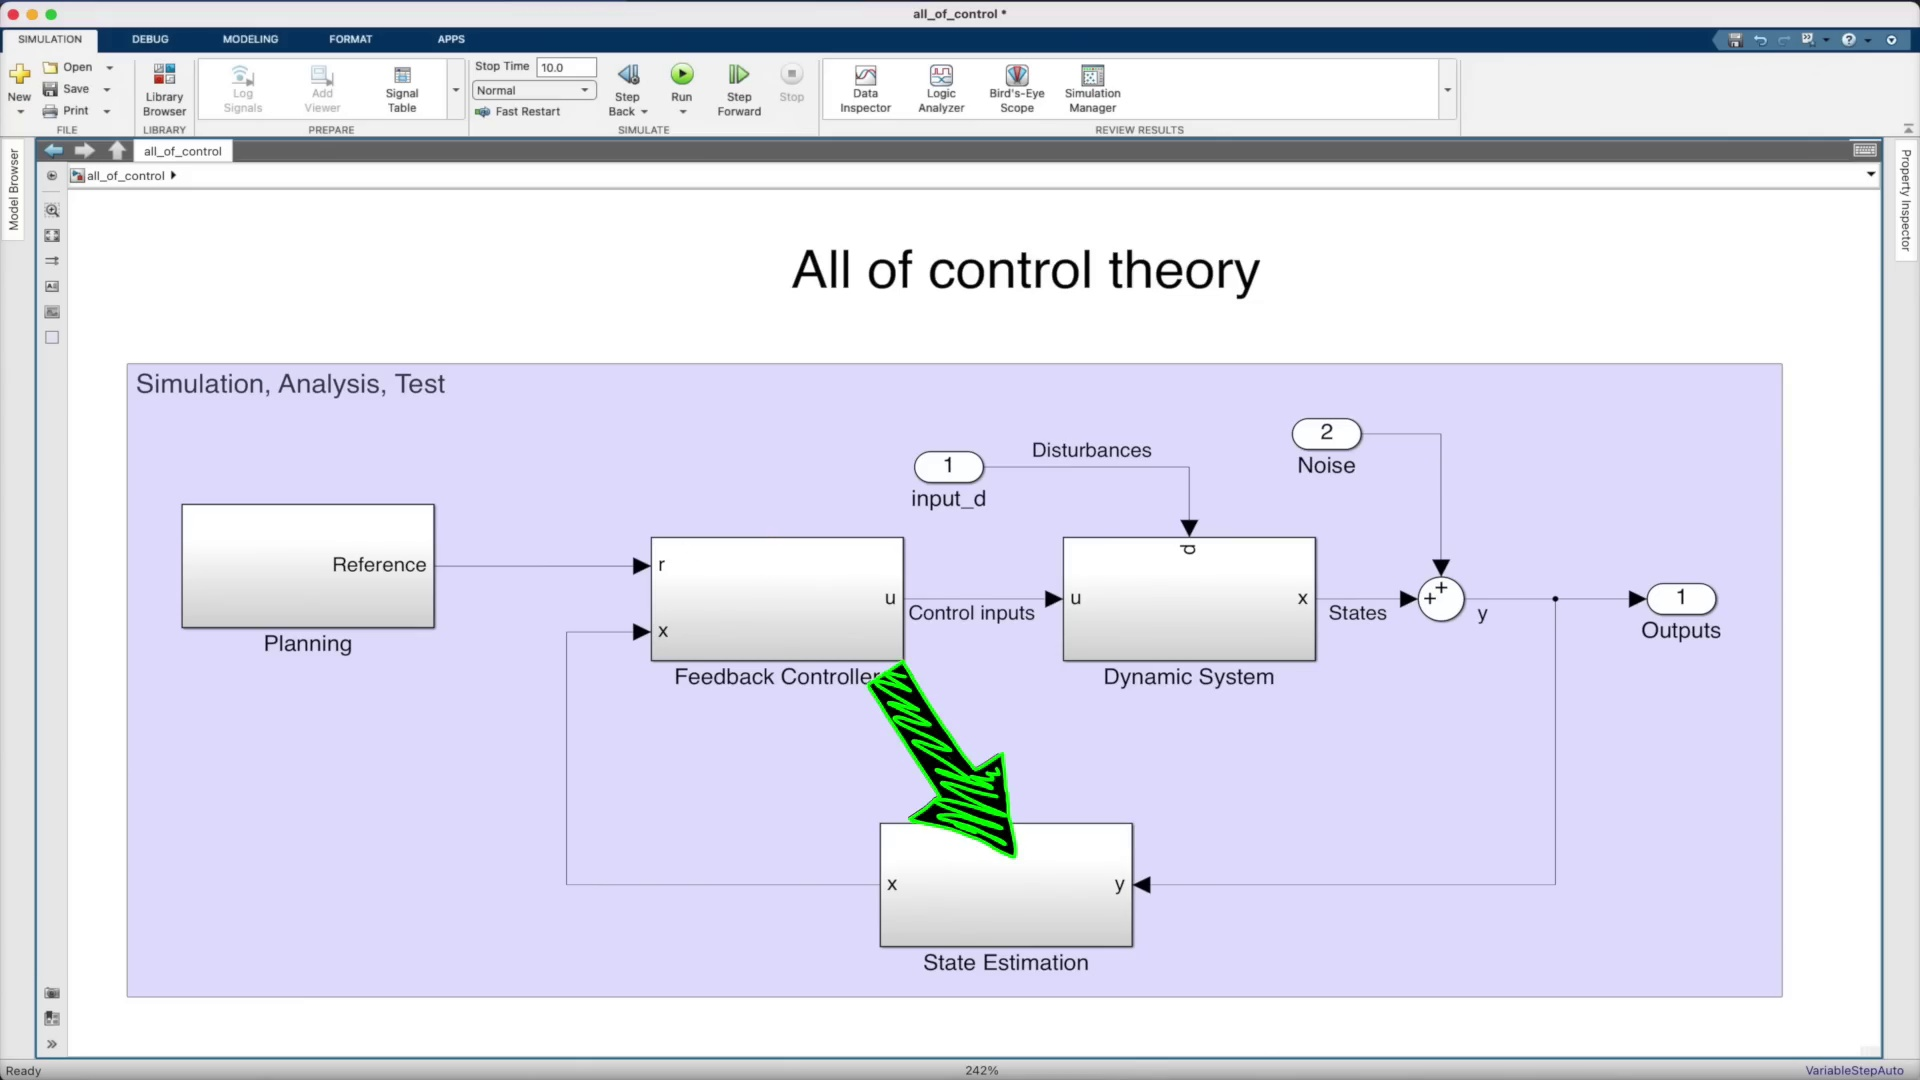 all_of_control *
SIMULATION DEBUG MODELING FORMAT APPS
New
Open
Save
Print
FILE
Library Browser
LIBRARY
Log Signals
Add Viewer
Signal Table
PREPARE
Stop Time 10.0
Normal
Fast Restart
Step Back
Run
Step Forward
Stop
SIMULATE
Data Inspector
Logic Analyzer
Bird's-Eye Scope
Simulation Manager
REVIEW RESULTS
Model Browser
all_of_control
all_of_control
Property Inspector
All of control theory
Simulation, Analysis, Test
2
Noise
Disturbances
1
input_d
Reference
Planning
r
x
u
Feedback Controller
Control inputs
d
u
x
Dynamic System
States
+
+
y
1
Outputs
x
y
State Estimation
Ready
242%
VariableStepAuto